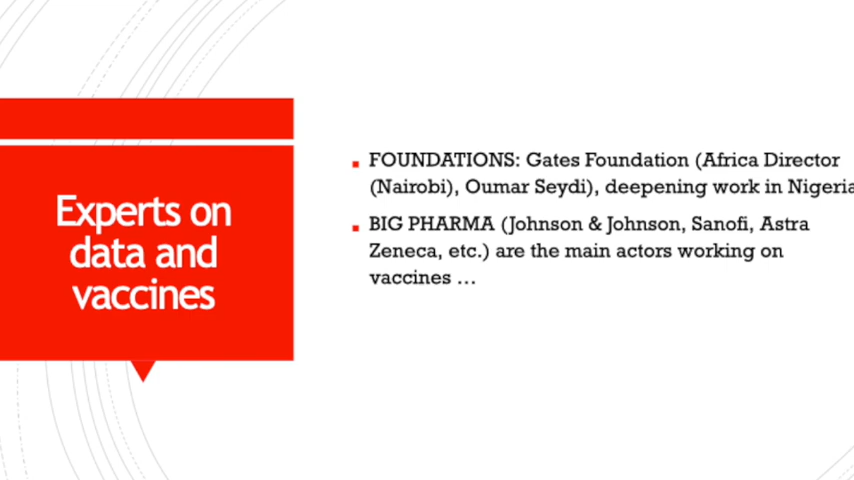 Experts on
data and
vaccines
▪ FOUNDATIONS: Gates Foundation (Africa Director
(Nairobi), Oumar Seydi), deepening work in Nigeria
▪ BIG PHARMA (Johnson & Johnson, Sanofi, Astra
Zeneca, etc.) are the main actors working on
vaccines …